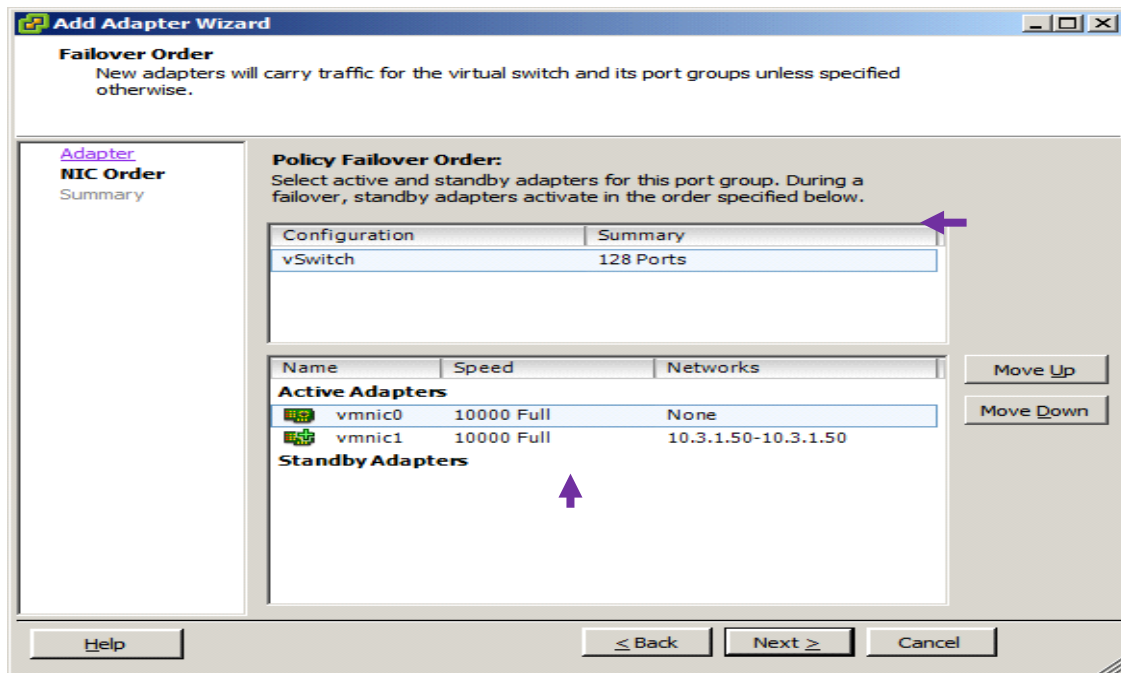 Add Adapter Wizard
Failover Order
New adapters will carry traffic for the virtual switch and its port groups unless specified
otherwise.
Adapter
NIC Order
Summary
Policy Failover Order:
Select active and standby adapters for this port group. During a
failover, standby adapters activate in the order specified below.
Configuration Summary
vSwitch 128 Ports
Name Speed Networks
Active Adapters
vmnic0 10000 Full None
vmnic1 10000 Full 10.3.1.50-10.3.1.50
Standby Adapters
Move Up
Move Down
Help
≤ Back
Next ≥
Cancel